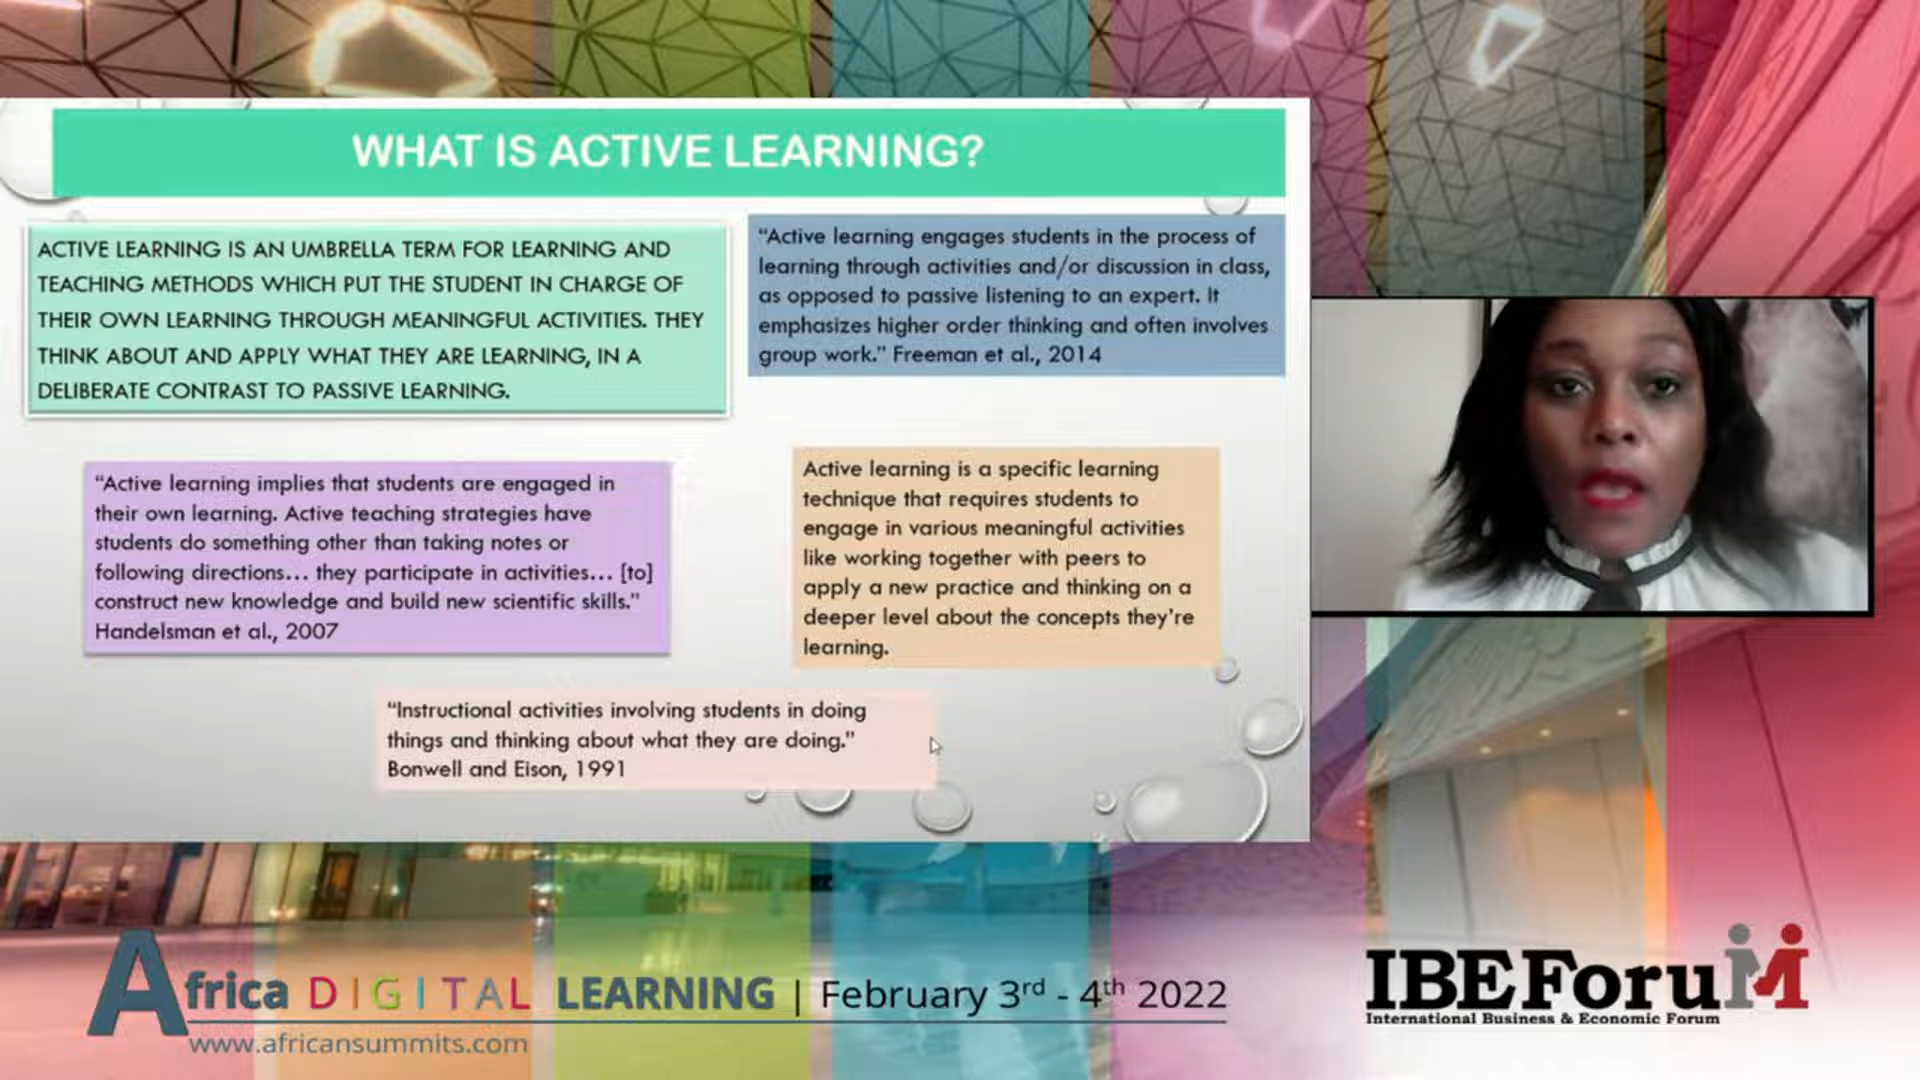 WHAT IS ACTIVE LEARNING?
ACTIVE LEARNING IS AN UMBRELLA TERM FOR LEARNING AND
TEACHING METHODS WHICH PUT THE STUDENT IN CHARGE OF
THEIR OWN LEARNING THROUGH MEANINGFUL ACTIVITIES. THEY
THINK ABOUT AND APPLY WHAT THEY ARE LEARNING, IN A
DELIBERATE CONTRAST TO PASSIVE LEARNING.
“Active learning engages students in the process of
learning through activities and/or discussion in class,
as opposed to passive listening to an expert. It
emphasizes higher order thinking and often involves
group work.” Freeman et al., 2014
“Active learning implies that students are engaged in
their own learning. Active teaching strategies have
students do something other than taking notes or
following directions... they participate in activities... [to]
construct new knowledge and build new scientific skills.”
Handelsman et al., 2007
Active learning is a specific learning
technique that requires students to
engage in various meaningful activities
like working together with peers to
apply a new practice and thinking on a
deeper level about the concepts they're
learning.
“Instructional activities involving students in doing
things and thinking about what they are doing.”
Bonwell and Eison, 1991
Africa DIGITAL LEARNING | February 3rd - 4th 2022
www.africansummits.com
IBEForuM
International Business & Economic Forum